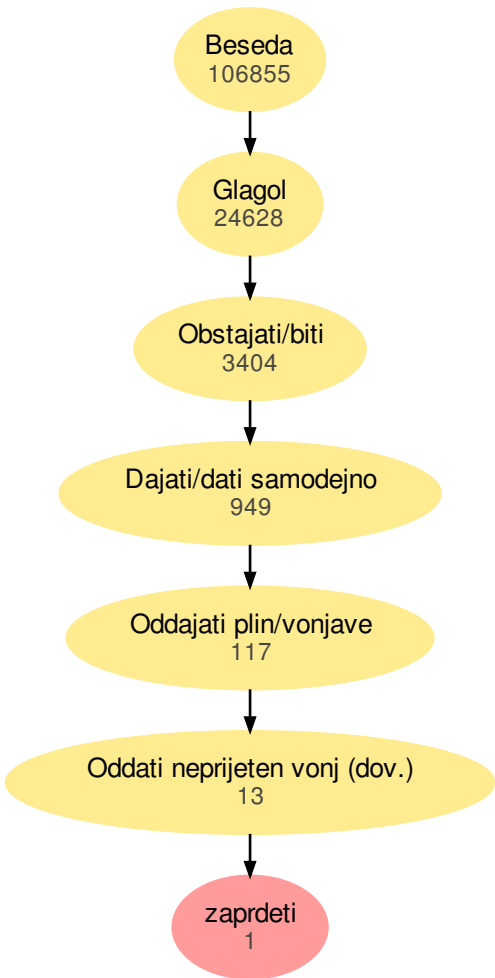 Beseda
106855
Glagol
24628
Obstajati/biti
3404
Dajati/dati samodejno
949
Oddajati plin/vonjave
117
Oddati neprijeten vonj (dov.)
13
zaprdeti
1